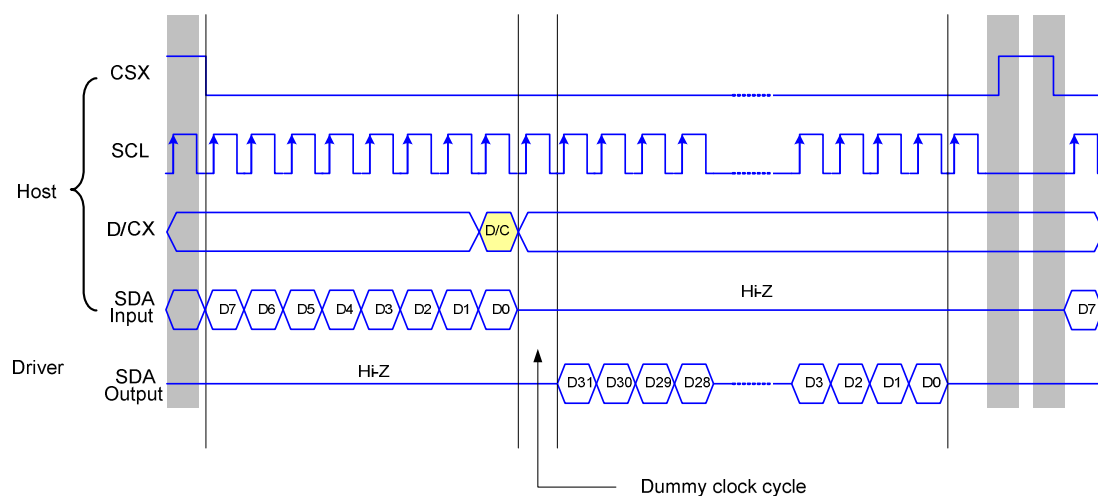 CSX
SCL
Host
D/CX
D/C
SDA
Input
D7 D6 D5 D4 D3 D2 D1 D0
Hi-Z
D7
Driver
SDA
Output
Hi-Z
D31 D30 D29 D28
D3 D2 D1 D0
Dummy clock cycle